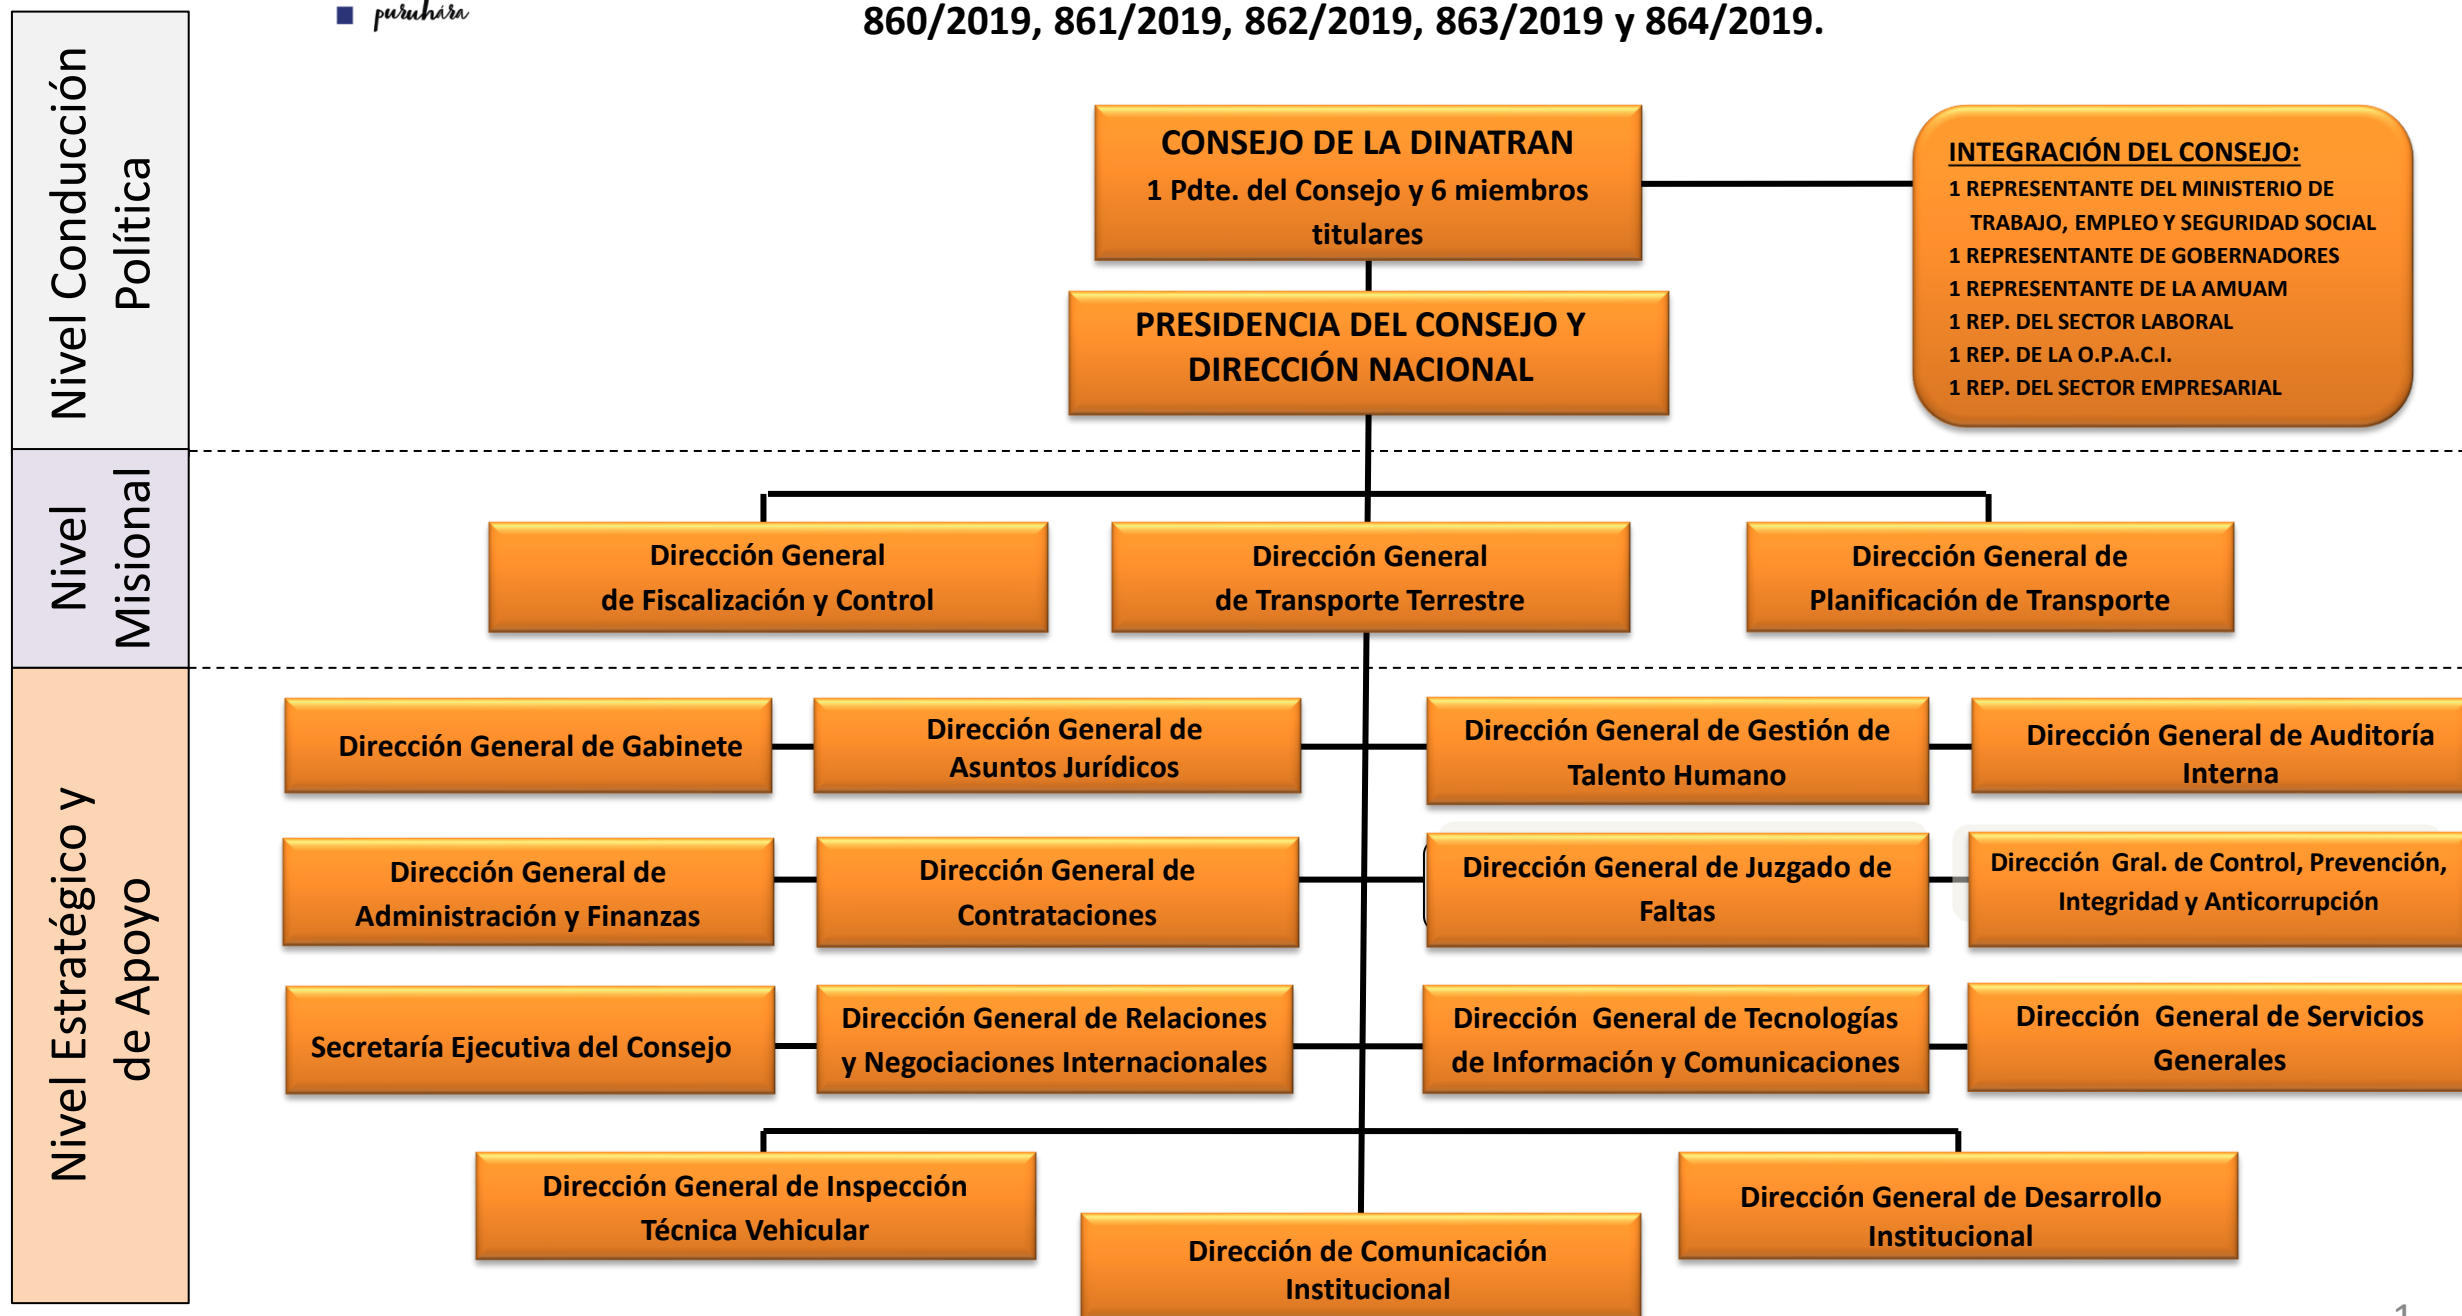 puruhára
860/2019, 861/2019, 862/2019, 863/2019 y 864/2019.
Nivel Conducción
Política
CONSEJO DE LA DINATRAN
1 Pdte. del Consejo y 6 miembros
titulares
INTEGRACIÓN DEL CONSEJO:
1 REPRESENTANTE DEL MINISTERIO DE
TRABAJO, EMPLEO Y SEGURIDAD SOCIAL
1 REPRESENTANTE DE GOBERNADORES
1 REPRESENTANTE DE LA AMUAM
1 REP. DEL SECTOR LABORAL
1 REP. DE LA O.P.A.C.I.
1 REP. DEL SECTOR EMPRESARIAL
PRESIDENCIA DEL CONSEJO Y
DIRECCIÓN NACIONAL
Nivel
Misional
Dirección General
de Fiscalización y Control
Dirección General
de Transporte Terrestre
Dirección General de
Planificación de Transporte
Nivel Estratégico y
de Apoyo
Dirección General de Gabinete
Dirección General de
Asuntos Jurídicos
Dirección General de Gestión de
Talento Humano
Dirección General de Auditoría
Interna
Dirección General de
Administración y Finanzas
Dirección General de
Contrataciones
Dirección General de Juzgado de
Faltas
Dirección Gral. de Control, Prevención,
Integridad y Anticorrupción
Secretaría Ejecutiva del Consejo
Dirección General de Relaciones
y Negociaciones Internacionales
Dirección General de Tecnologías
de Información y Comunicaciones
Dirección General de Servicios
Generales
Dirección General de Inspección
Técnica Vehicular
Dirección de Comunicación
Institucional
Dirección General de Desarrollo
Institucional
1